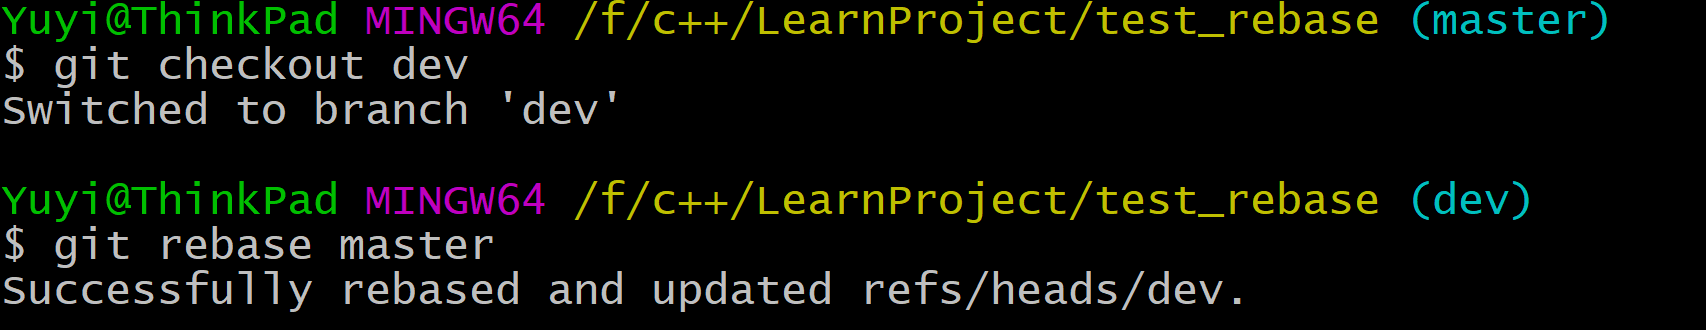 Yuyi@ThinkPad MINGW64 /f/c++/LearnProject/test_rebase (master)
$ git checkout dev
Switched to branch 'dev'
Yuyi@ThinkPad MINGW64 /f/c++/LearnProject/test_rebase (dev)
$ git rebase master
Successfully rebased and updated refs/heads/dev.